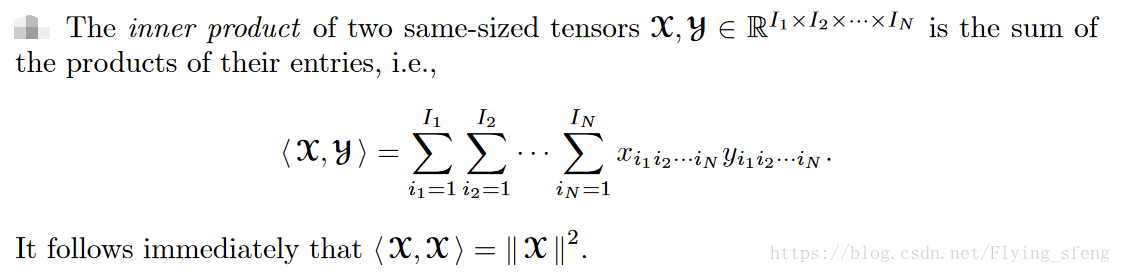 The inner product of two same-sized tensors 𝒳, 𝒴 ∈ ℝ^{I₁×I₂×⋯×I_N} is the sum of
the products of their entries, i.e.,
⟨𝒳, 𝒴⟩ = ∑_{i₁=1}^{I₁} ∑_{i₂=1}^{I₂} ⋯ ∑_{i_N=1}^{I_N} x_{i₁i₂⋯i_N} y_{i₁i₂⋯i_N}.
It follows immediately that ⟨𝒳, 𝒳⟩ = ‖𝒳‖².
https://blog.csdn.net/Flying_sfeng